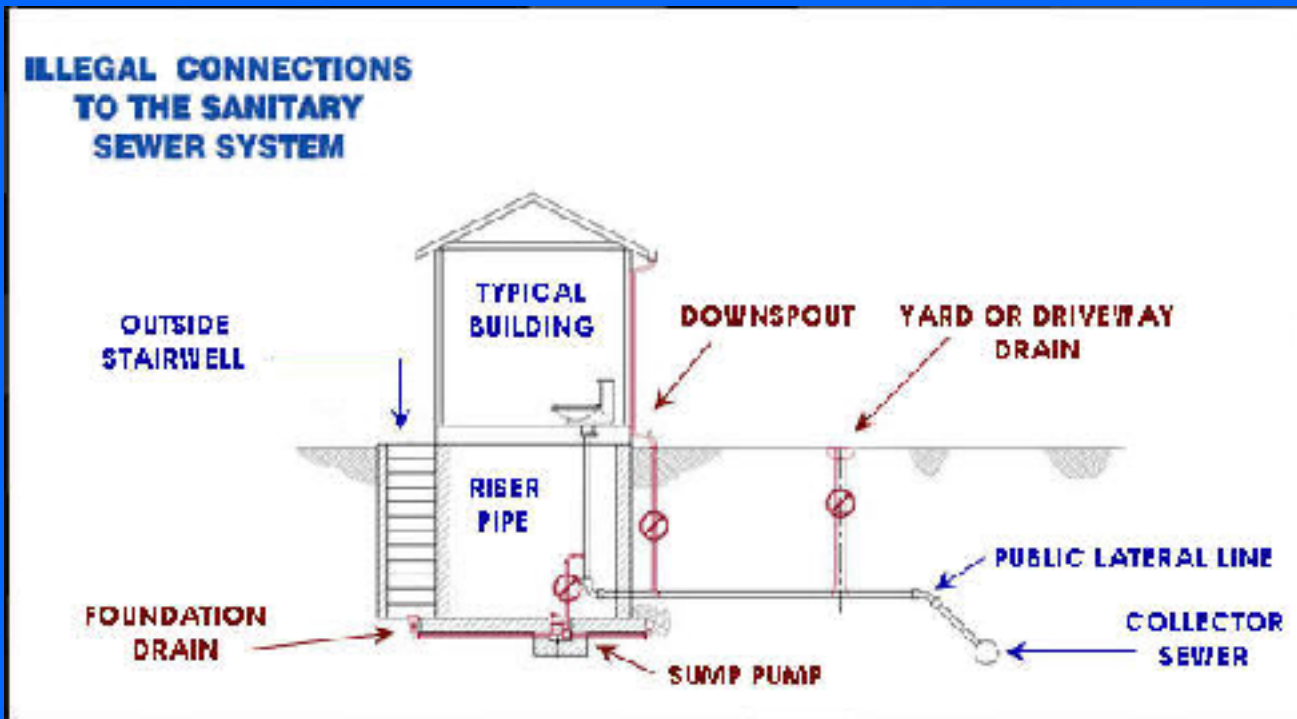 ILLEGAL CONNECTIONS
TO THE SANITARY
SEWER SYSTEM
TYPICAL
BUILDING
OUTSIDE
STAIRWELL
DOWNSPOUT
YARD OR DRIVEWAY
DRAIN
RISER
PIPE
PUBLIC LATERAL LINE
FOUNDATION
DRAIN
COLLECTOR
SEWER
SUMP PUMP